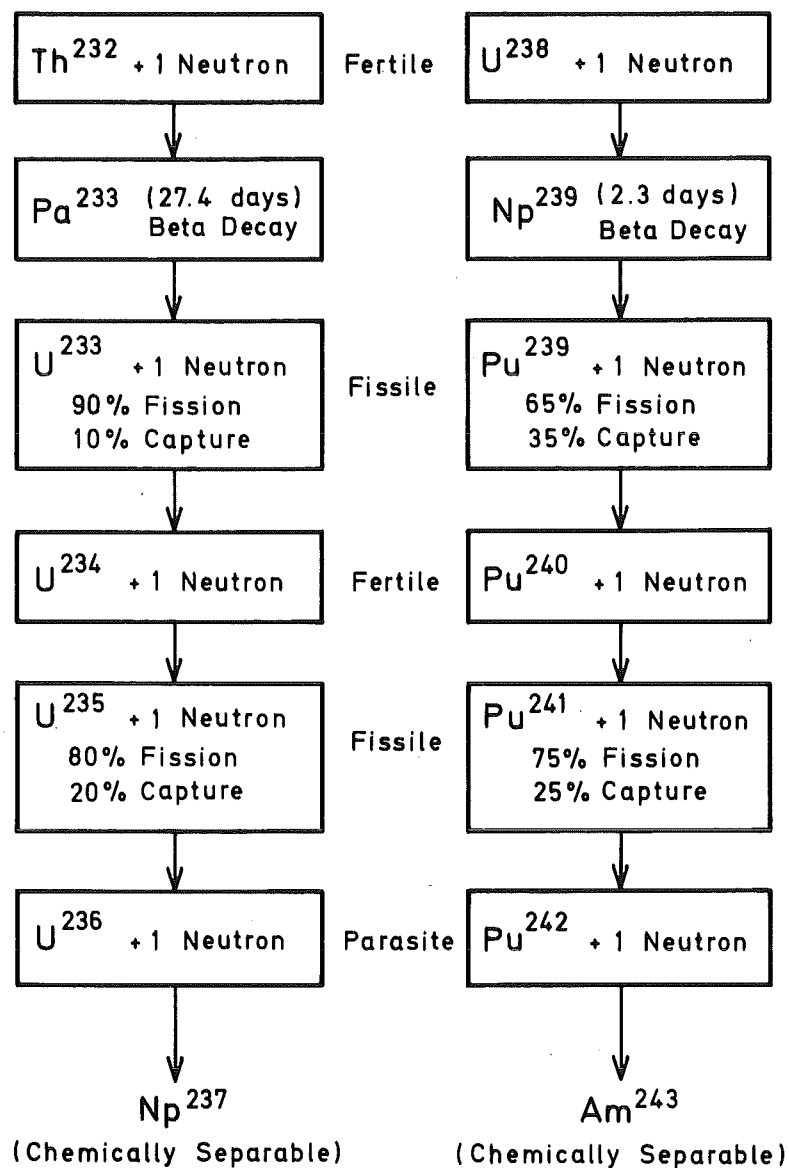 Th²³² + 1 Neutron
Fertile
U²³⁸ + 1 Neutron
Pa²³³ (27.4 days)
Beta Decay
Np²³⁹ (2.3 days)
Beta Decay
U²³³ + 1 Neutron
90% Fission
10% Capture
Fissile
Pu²³⁹ + 1 Neutron
65% Fission
35% Capture
U²³⁴ + 1 Neutron
Fertile
Pu²⁴⁰ + 1 Neutron
U²³⁵ + 1 Neutron
80% Fission
20% Capture
Fissile
Pu²⁴¹ + 1 Neutron
75% Fission
25% Capture
U²³⁶ + 1 Neutron
Parasite
Pu²⁴² + 1 Neutron
Np²³⁷
(Chemically Separable)
Am²⁴³
(Chemically Separable)